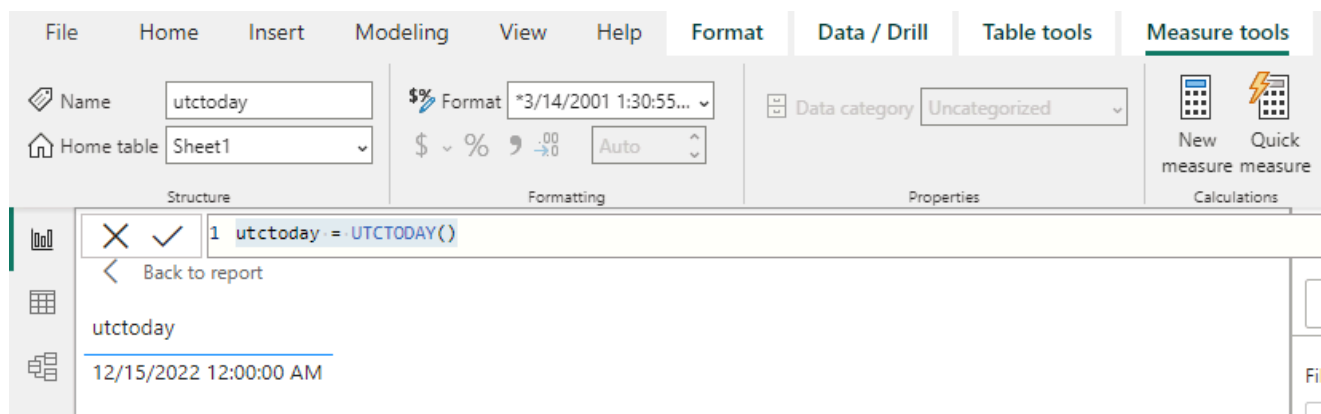 File Home Insert Modeling View Help Format Data / Drill Table tools Measure tools
Name utctoday
Home table Sheet1
Structure
$% Format *3/14/2001 1:30:55...
$ % 9 .00 →.0 Auto
Formatting
Data category Uncategorized
Properties
New measure
Quick measure
Calculations
1 utctoday = UTCTODAY()
Back to report
utctoday
12/15/2022 12:00:00 AM